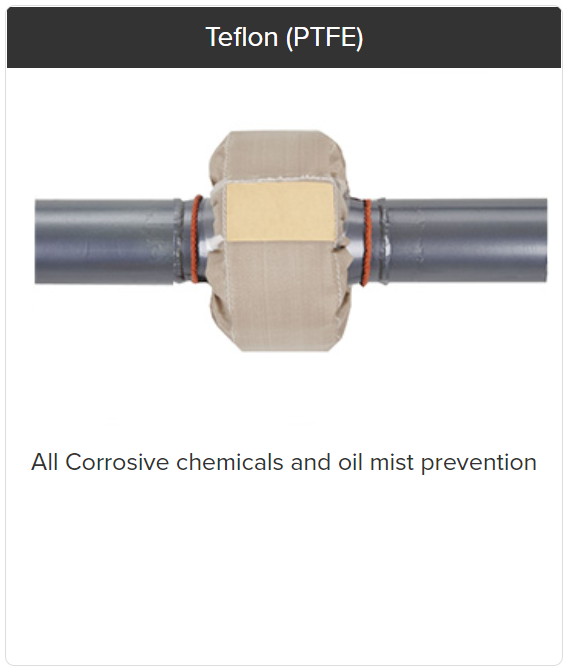 Teflon (PTFE)
All Corrosive chemicals and oil mist prevention